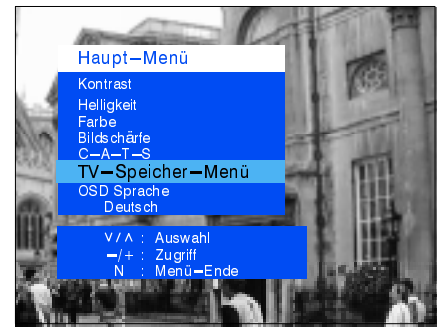 Haupt–Menü
Kontrast
Helligkeit
Farbe
Bildschärfe
C–A–T–S
TV–Speicher–Menü
OSD Sprache
Deutsch
∨/∧ : Auswahl
–/+ : Zugriff
N : Menü–Ende